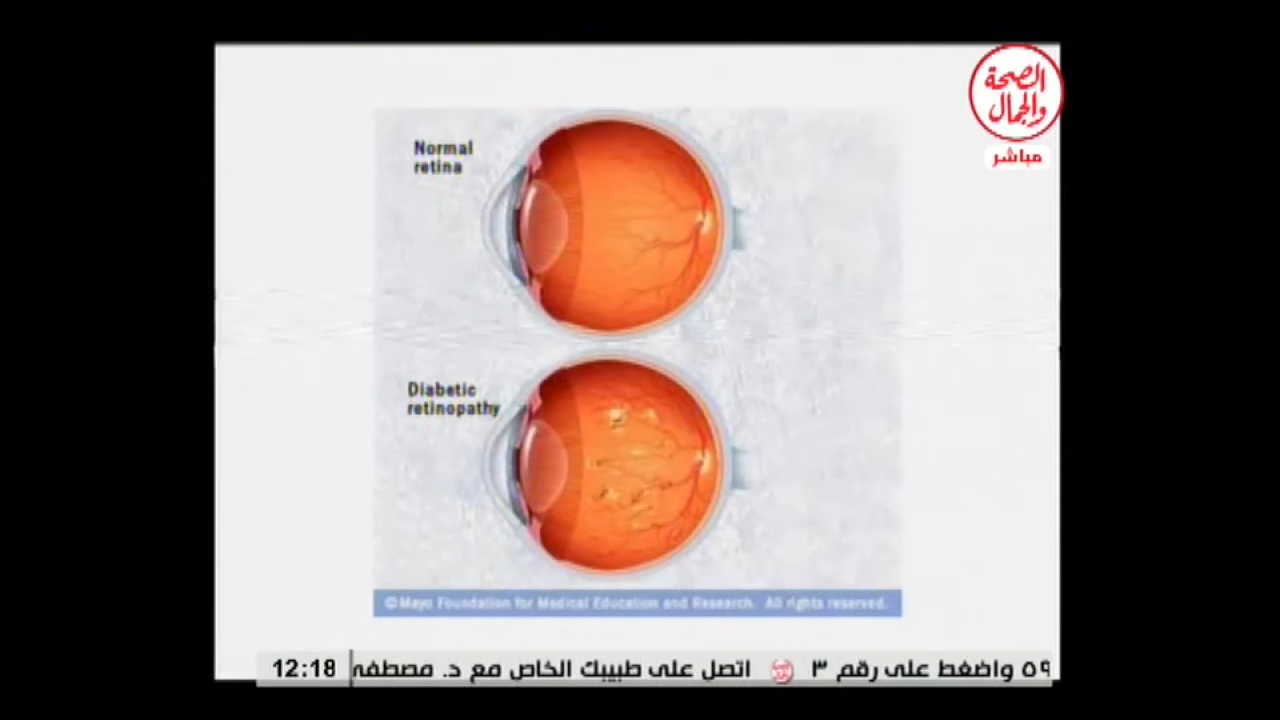 الصحة
والجمال
مباشر
Normal
retina
Diabetic
retinopathy
©Mayo Foundation for Medical Education and Research. All rights reserved.
٥٩ واضغط على رقم ٣ اتصل على طبيبك الخاص مع د. مصطفى
12:18